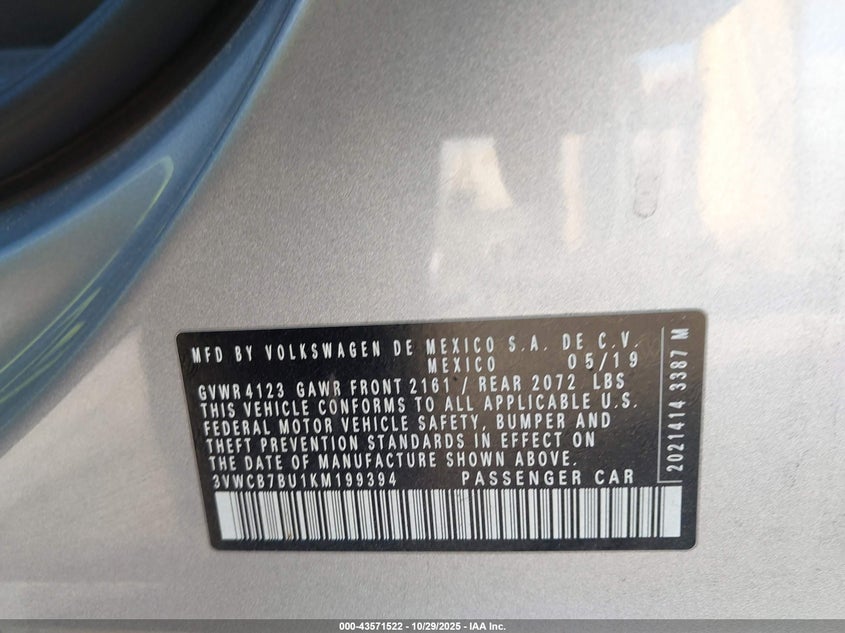 MFD BY VOLKSWAGEN DE MEXICO S.A. DE C.V.
MEXICO 05/19
GVWR 4123 GAWR FRONT 2161 / REAR 2072 LBS
THIS VEHICLE CONFORMS TO ALL APPLICABLE U.S.
FEDERAL MOTOR VEHICLE SAFETY, BUMPER AND
THEFT PREVENTION STANDARDS IN EFFECT ON
THE DATE OF MANUFACTURE SHOWN ABOVE.
3VWCB7BU1KM199394 PASSENGER CAR
2021414 3387 M
000-43571522 | 10/29/2025 - IAA Inc.